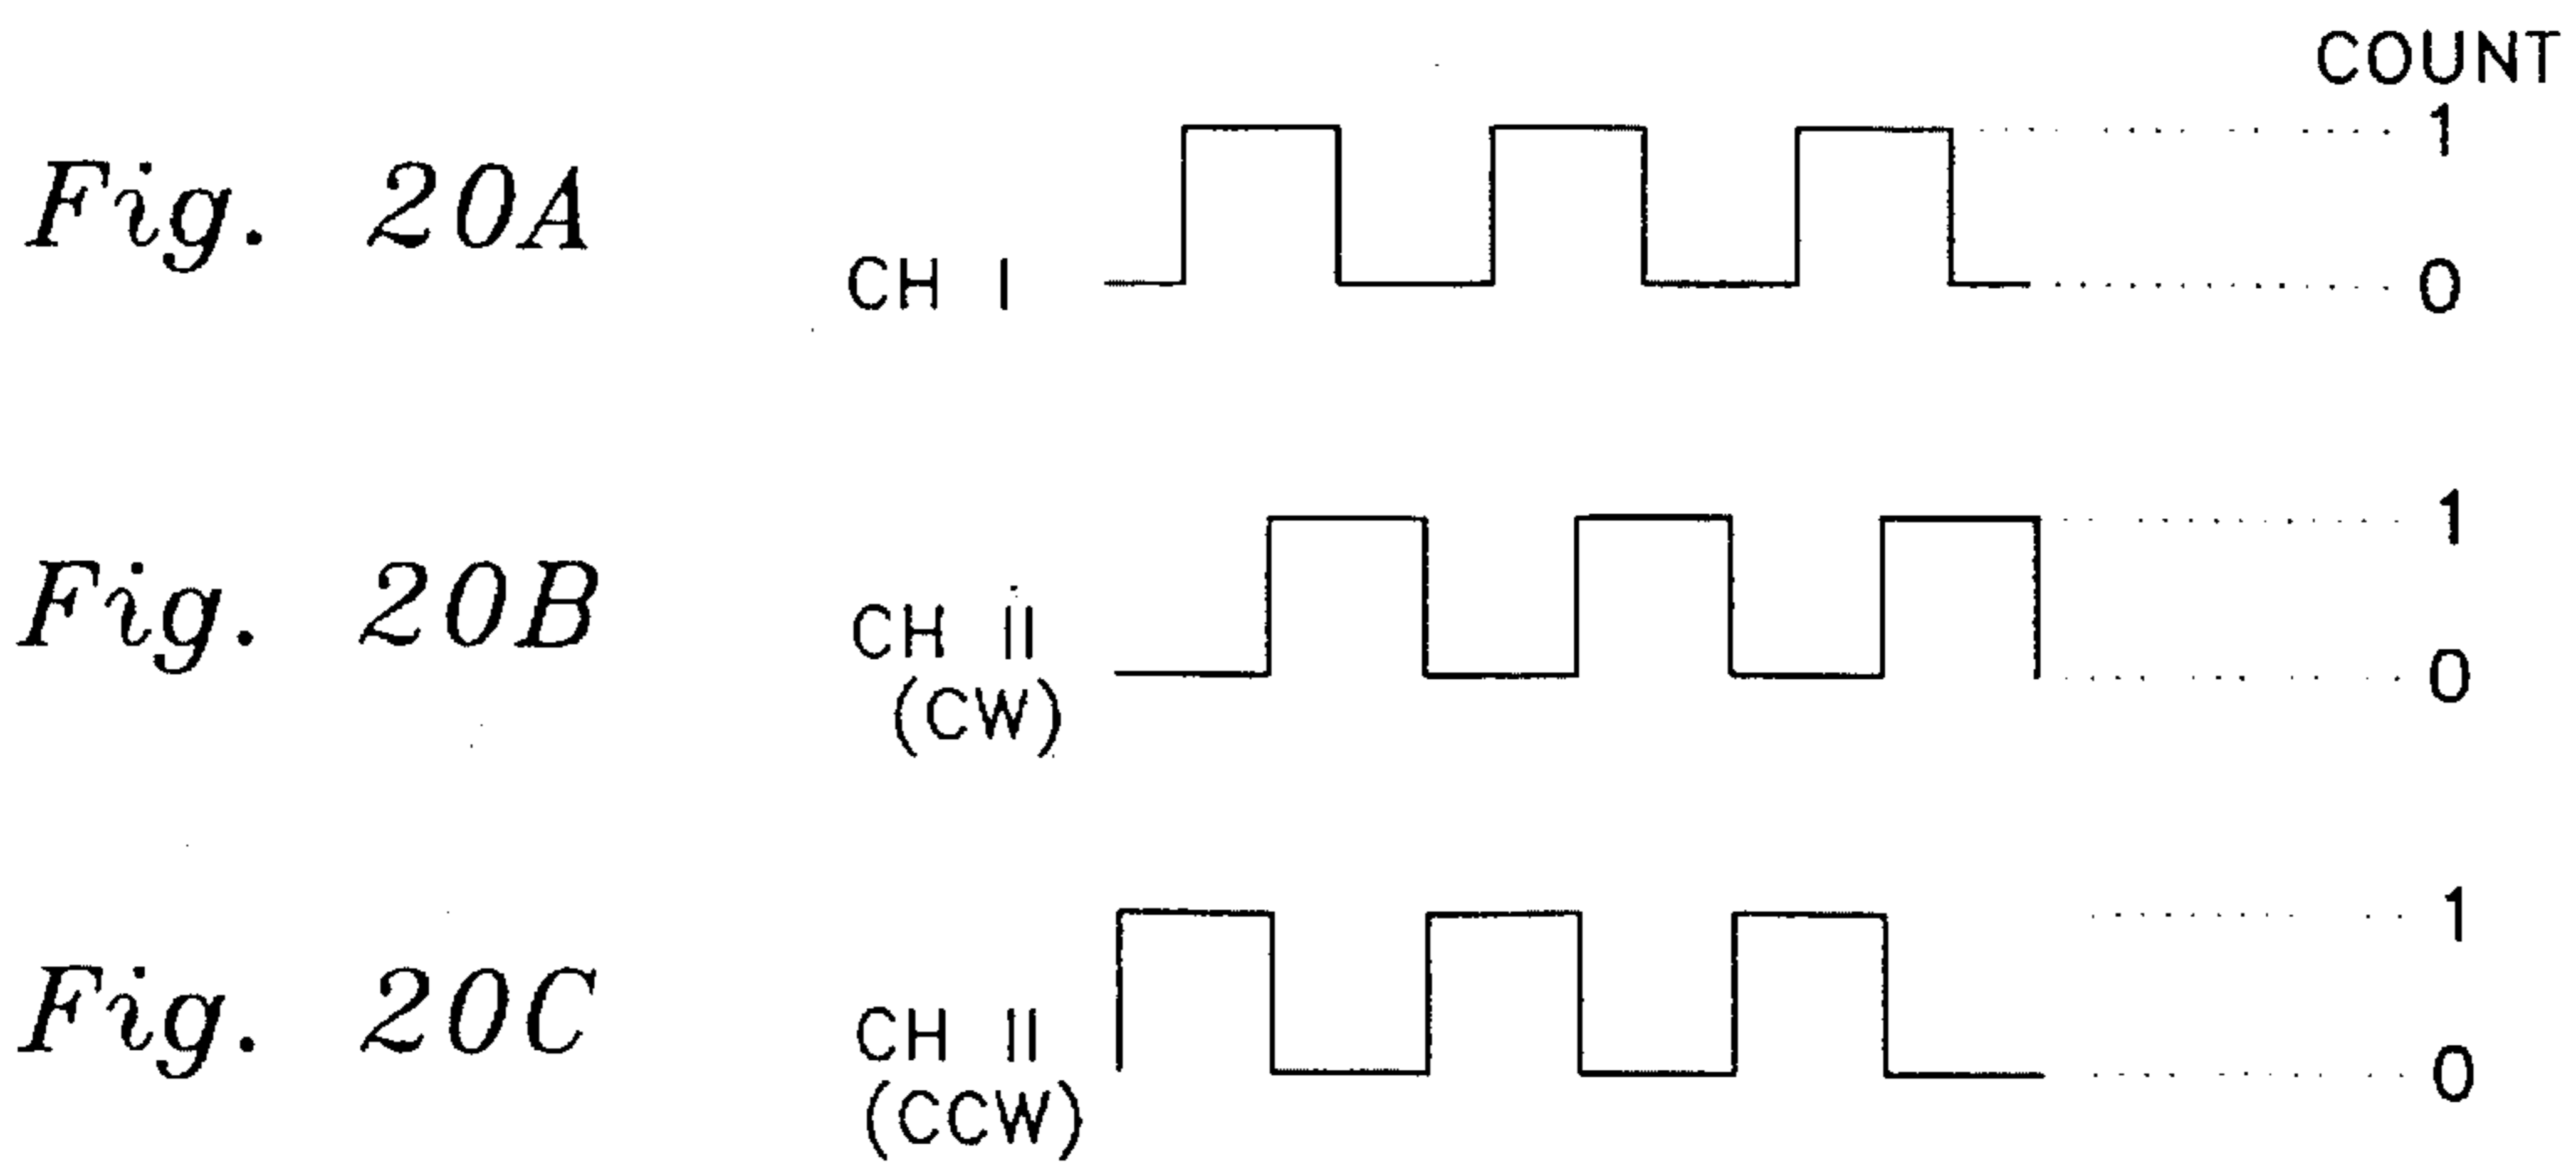 COUNT
Fig. 20A
CH I
1
0
Fig. 20B
CH II
(CW)
1
0
Fig. 20C
CH II
(CCW)
1
0